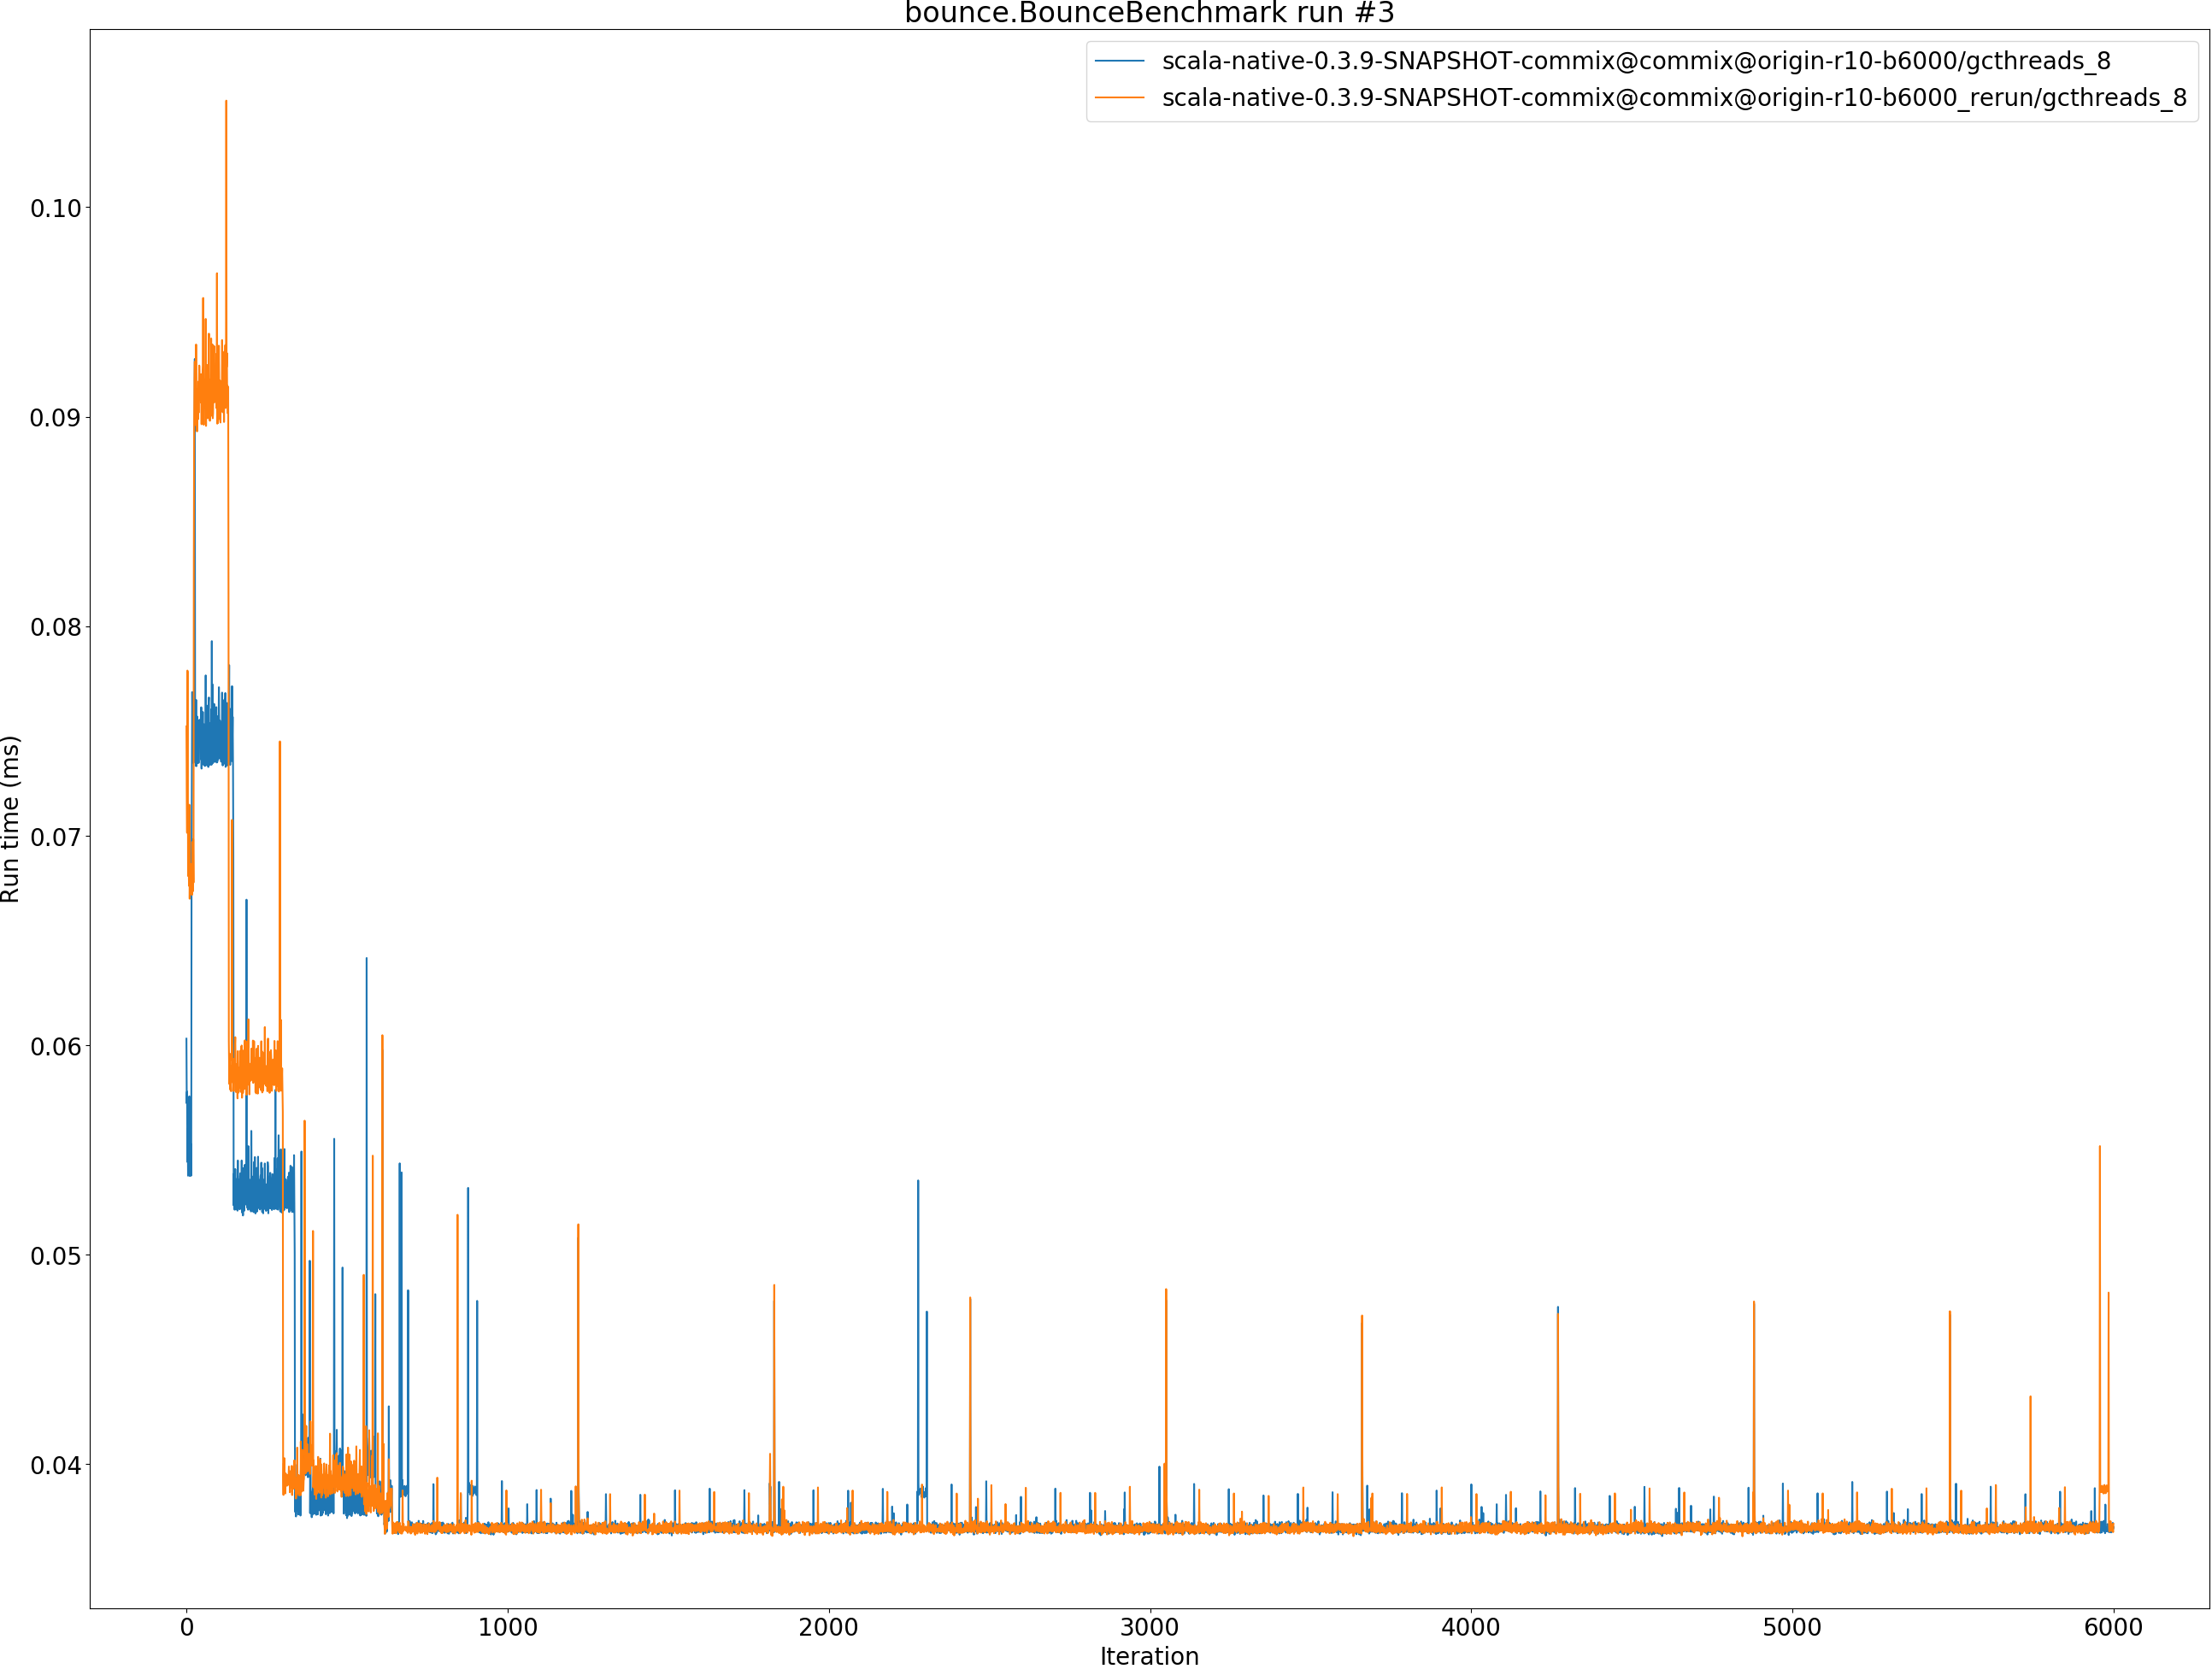 bounce.BounceBenchmark run #3
scala-native-0.3.9-SNAPSHOT-commix@commix@origin-r10-b6000/gcthreads_8
scala-native-0.3.9-SNAPSHOT-commix@commix@origin-r10-b6000_rerun/gcthreads_8
Run time (ms)
0.10
0.09
0.08
0.07
0.06
0.05
0.04
0 1000 2000 3000 4000 5000 6000
Iteration